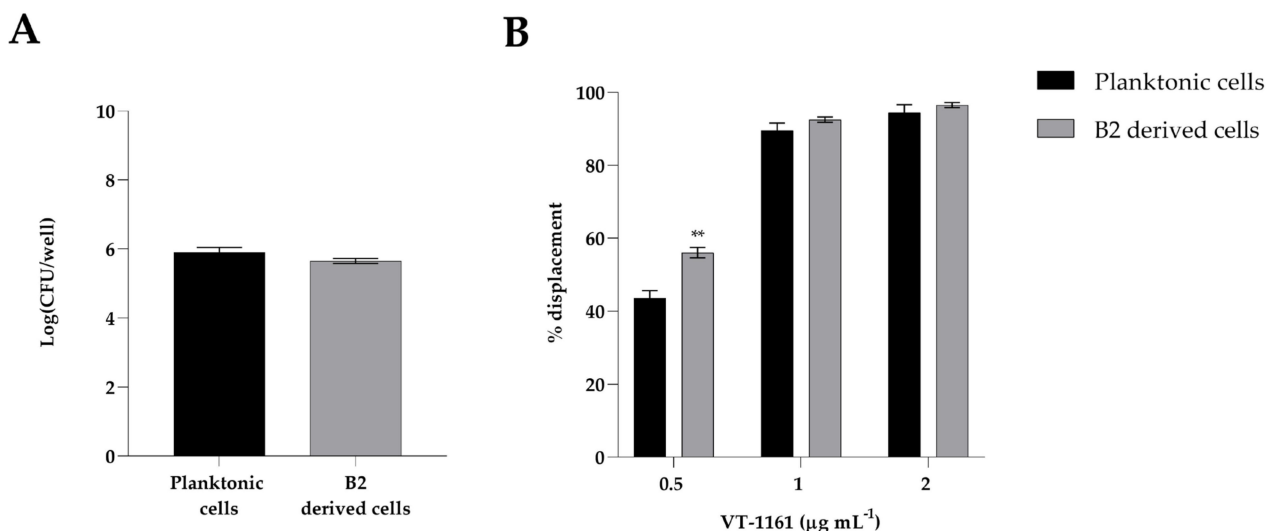 A
Log(CFU/well)
10
8
6
4
2
0
Planktonic
cells
B2
derived cells
B
% displacement
100
80
60
40
20
0
**
0.5
1
2
VT-1161 (µg mL⁻¹)
Planktonic cells
B2 derived cells